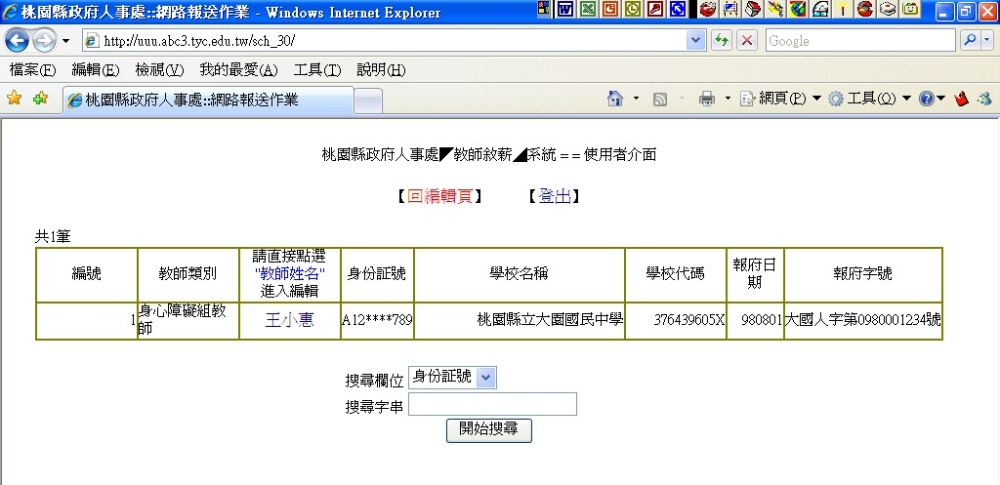 桃園縣政府人事處::網路報送作業 - Windows Internet Explorer
http://uuu.abc3.tyc.edu.tw/sch_30/
Google
檔案(F) 編輯(E) 檢視(V) 我的最愛(A) 工具(T) 說明(H)
桃園縣政府人事處::網路報送作業
網頁(P) 工具(O)
桃園縣政府人事處◤教師敘薪◢系統 == 使用者介面
【回編輯頁】 【登出】
共1筆
編號 教師類別 請直接點選"教師姓名"進入編輯 身份証號 學校名稱 學校代碼 報府日期 報府字號
1 身心障礙組教師 王小惠 A12****789 桃園縣立大園國民中學 376439605X 980801 大國人字第0980001234號
搜尋欄位 身份証號
搜尋字串
開始搜尋